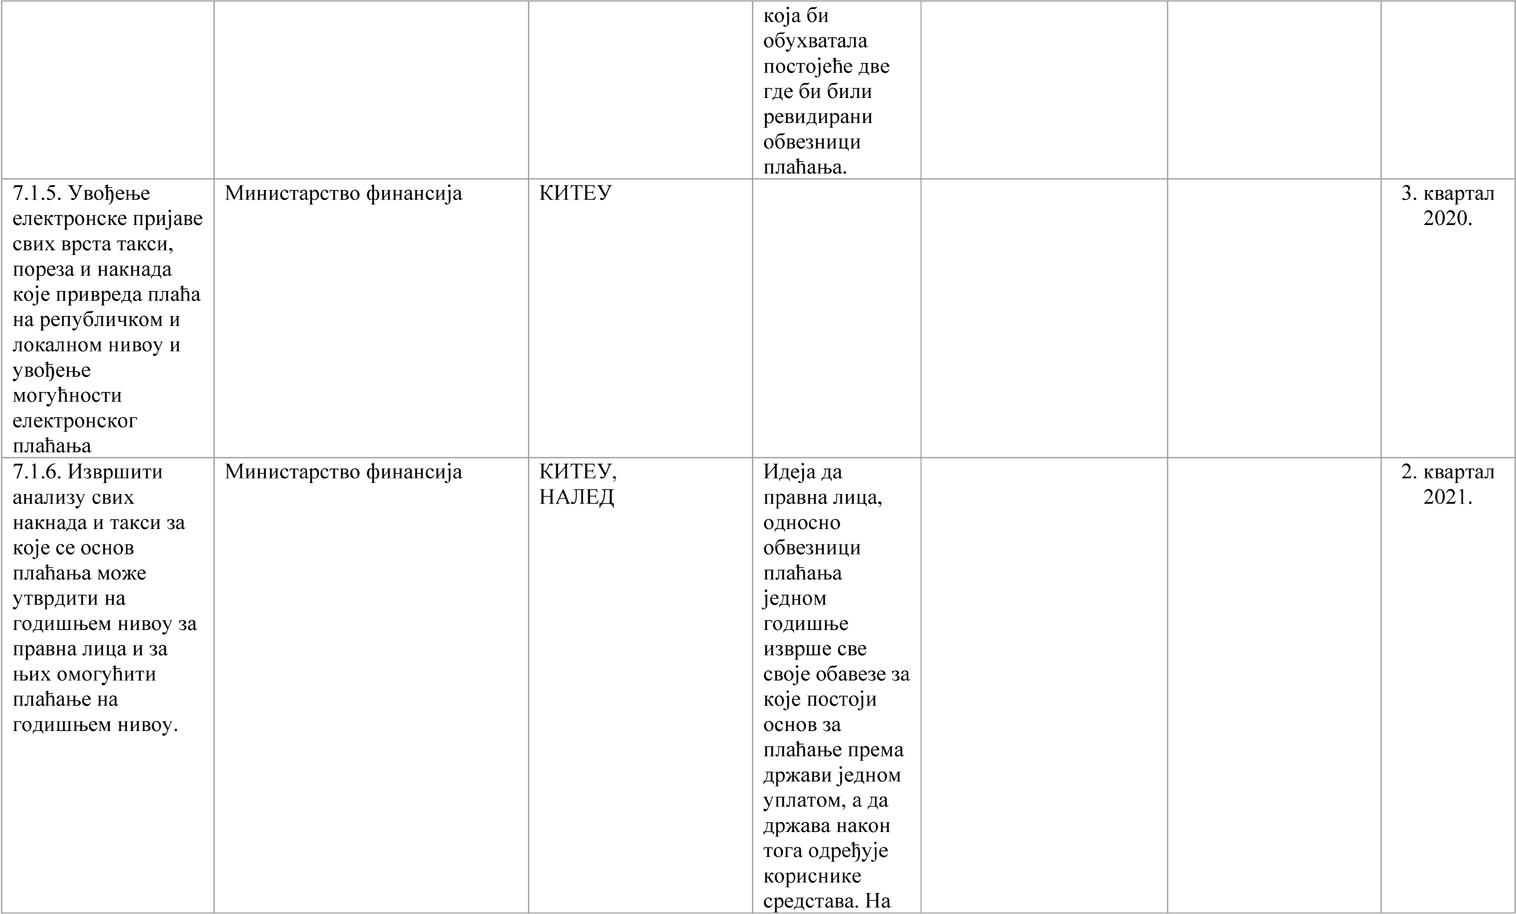 која би
обухватала
постојеће две
где би били
ревидирани
обвезници
плаћања.
7.1.5. Увођење
електронске пријаве
свих врста такси,
пореза и накнада
које привреда плаћа
на републичком и
локалном нивоу и
увођење
могућности
електронског
плаћања
Министарство финансија
КИТЕУ
3. квартал
2020.
7.1.6. Извршити
анализу свих
накнада и такси за
које се основ
плаћања може
утврдити на
годишњем нивоу за
правна лица и за
њих омогућити
плаћање на
годишњем нивоу.
Министарство финансија
КИТЕУ,
НАЛЕД
Идеја да
правна лица,
односно
обвезници
плаћања
једном
годишње
изврше све
своје обавезе за
које постоји
основ за
плаћање према
држави једном
уплатом, а да
држава након
тога одређује
кориснике
средстава. На
2. квартал
2021.